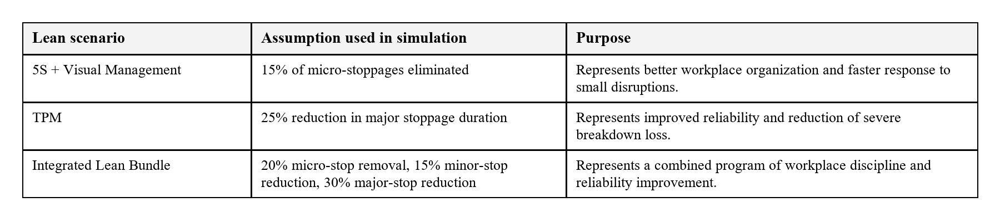 Lean scenario
Assumption used in simulation
Purpose
5S + Visual Management
15% of micro-stoppages eliminated
Represents better workplace organization and faster response to
small disruptions.
TPM
25% reduction in major stoppage duration
Represents improved reliability and reduction of severe
breakdown loss.
Integrated Lean Bundle
20% micro-stop removal, 15% minor-stop
reduction, 30% major-stop reduction
Represents a combined program of workplace discipline and
reliability improvement.